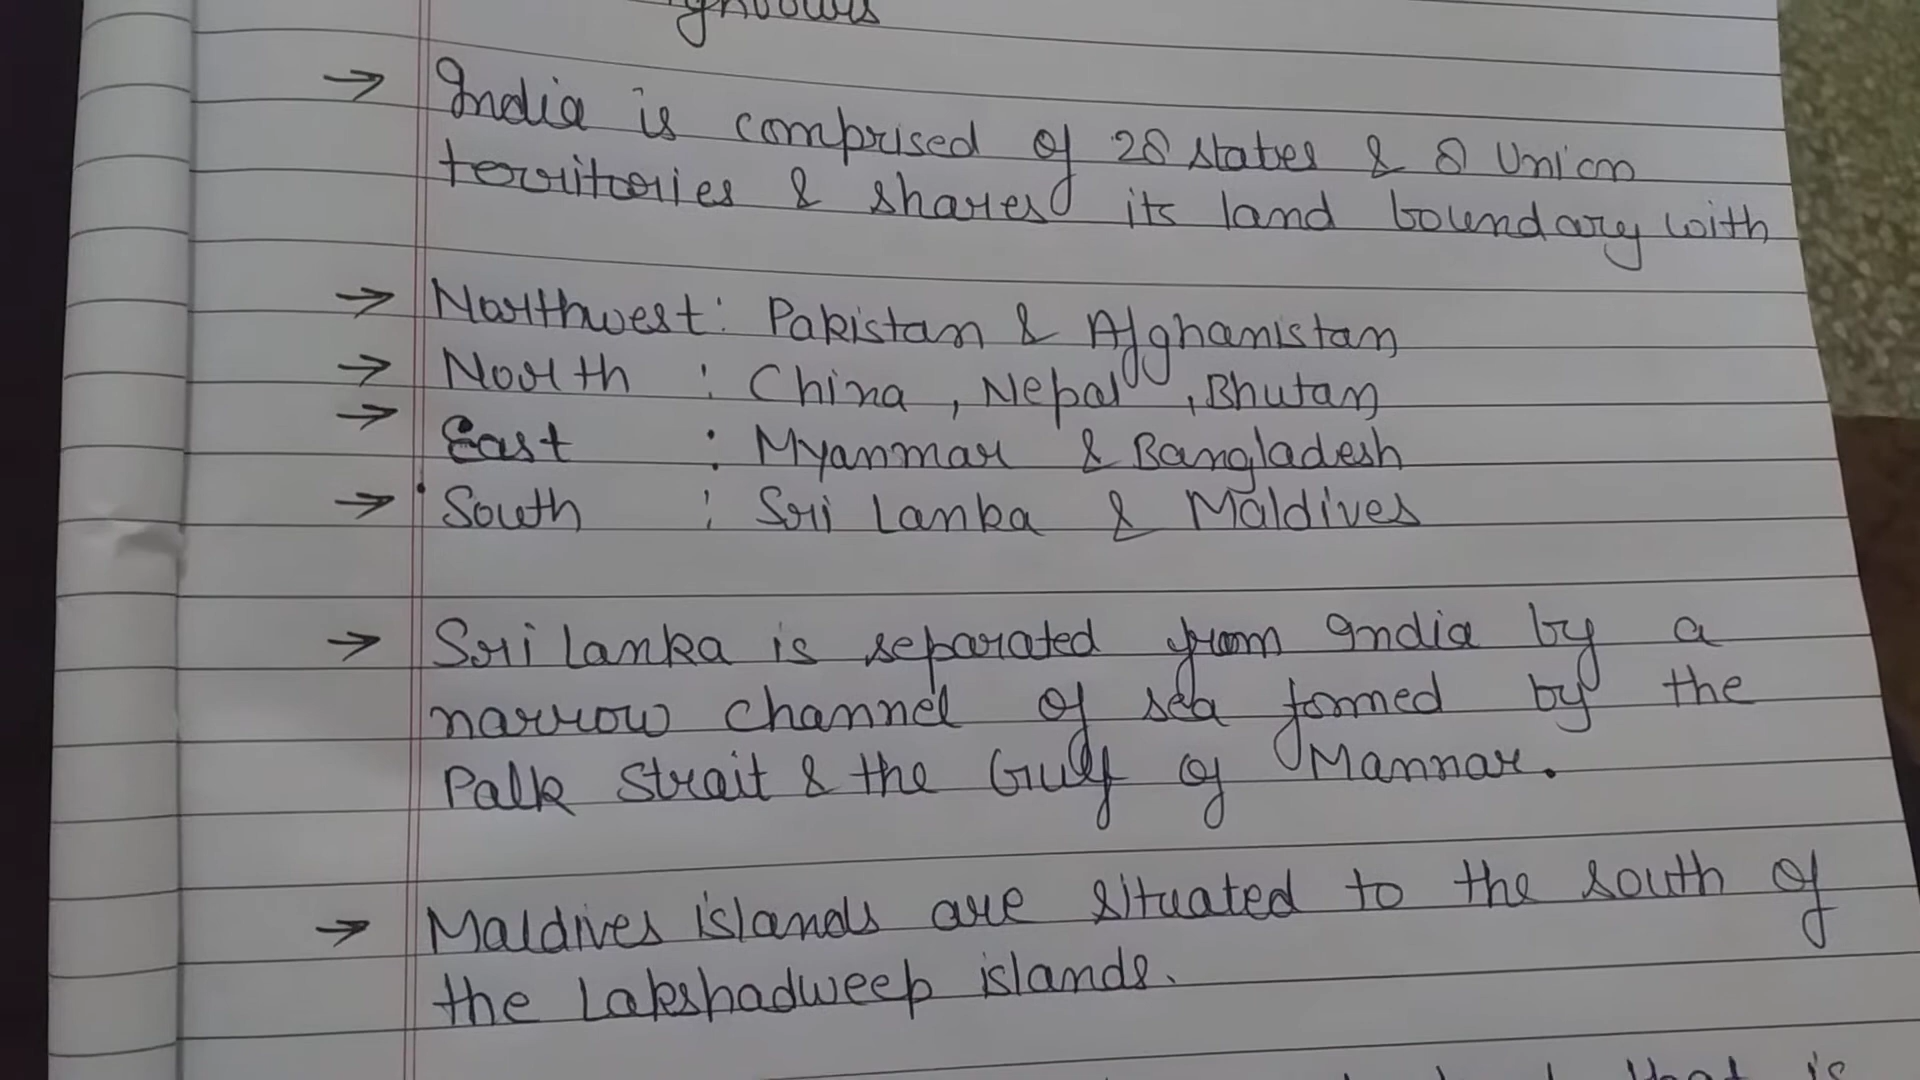 → India is comprised of 28 states & 8 Union
territories & shares its land boundary with
→ Northwest: Pakistan & Afghanistan
→ North : China, Nepal, Bhutan
→ East : Myanmar & Bangladesh
→ South : Sri Lanka & Maldives
→ Sri Lanka is separated from India by a
narrow channel of sea formed by the
Palk Strait & the Gulf of Mannar.
→ Maldives islands are situated to the south of
the Lakshadweep islands.
that is